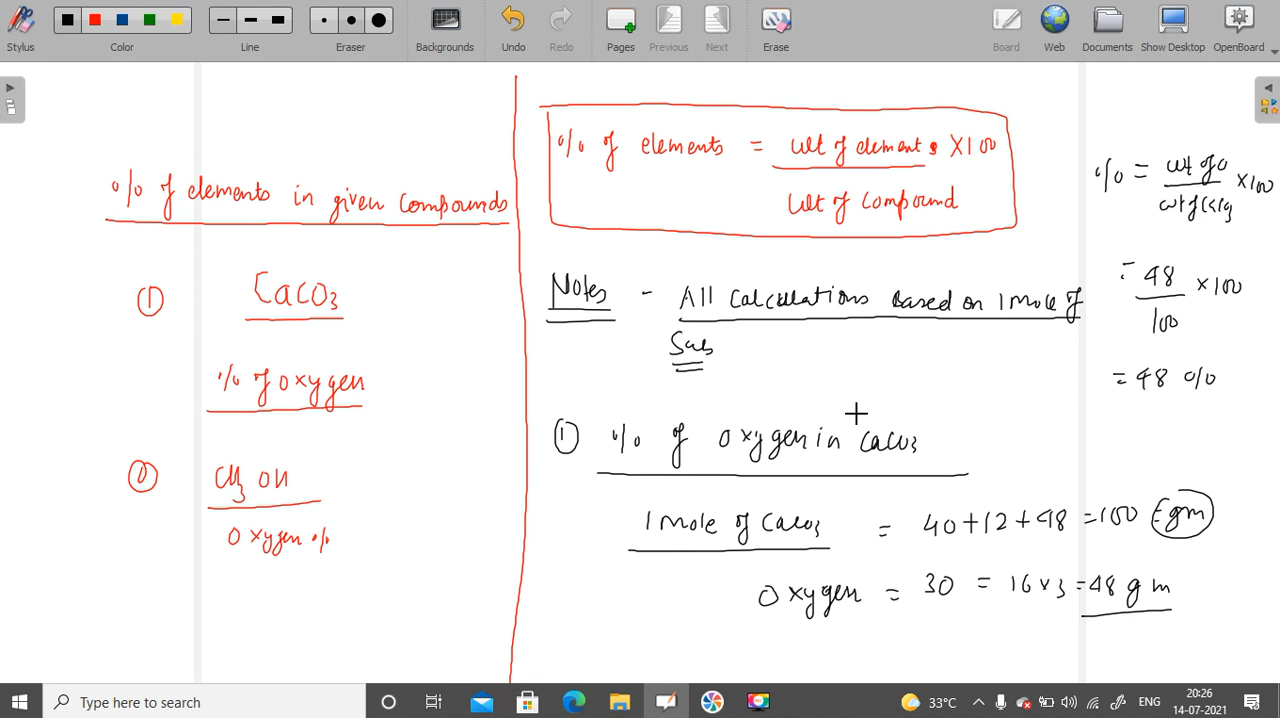 Stylus
Color
Line
Eraser
Backgrounds
Undo
Redo
Pages
Previous
Next
Erase
Board
Web
Documents
Show Desktop
OpenBoard
% of elements in given compounds
① CaCO3
% of oxygen
② CH3OH
Oxygen %
% of elements = wt of element × 100
wt of compound
Notes - All calculations Based on 1 mole of
Sub
① % of oxygen in CaCO3
1 mole of CaCO3 = 40+12+48 = 100 gm
Oxygen = 3O = 16×3 = 48 gm
% = wt of O × 100
wt of
= 48 × 100
100
= 48 %
Type here to search
33°C
ENG
20:26
14-07-2021